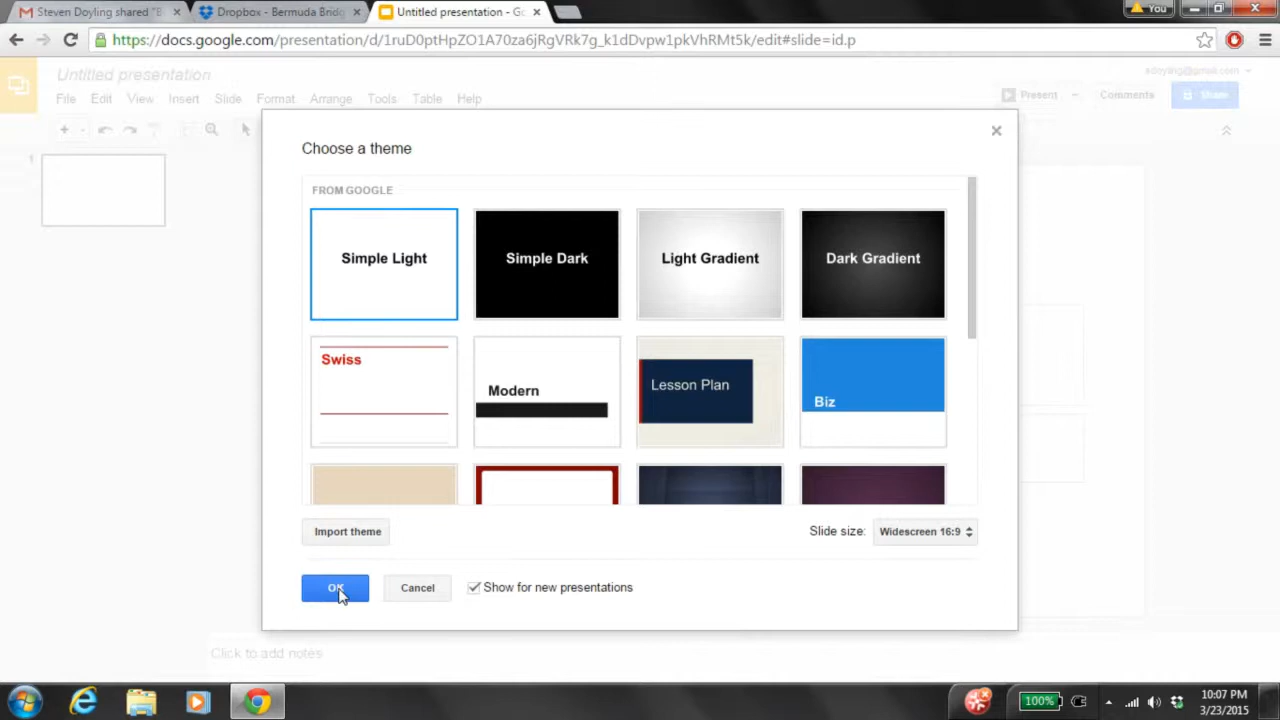 Steven Doyling shared "B
Dropbox - Bermuda Bridg
Untitled presentation - Go
You
https://docs.google.com/presentation/d/1ruD0ptHpZO1A70za6jRgVRk7g_k1dDvpw1pkVhRMt5k/edit#slide=id.p
Untitled presentation
File Edit View Insert Slide Format Arrange Tools Table Help
Present Comments Share
1
Choose a theme
FROM GOOGLE
Simple Light
Simple Dark
Light Gradient
Dark Gradient
Swiss
Modern
Lesson Plan
Biz
Import theme
Slide size: Widescreen 16:9
OK
Cancel
Show for new presentations
Click to add notes
100%
10:07 PM
3/23/2015